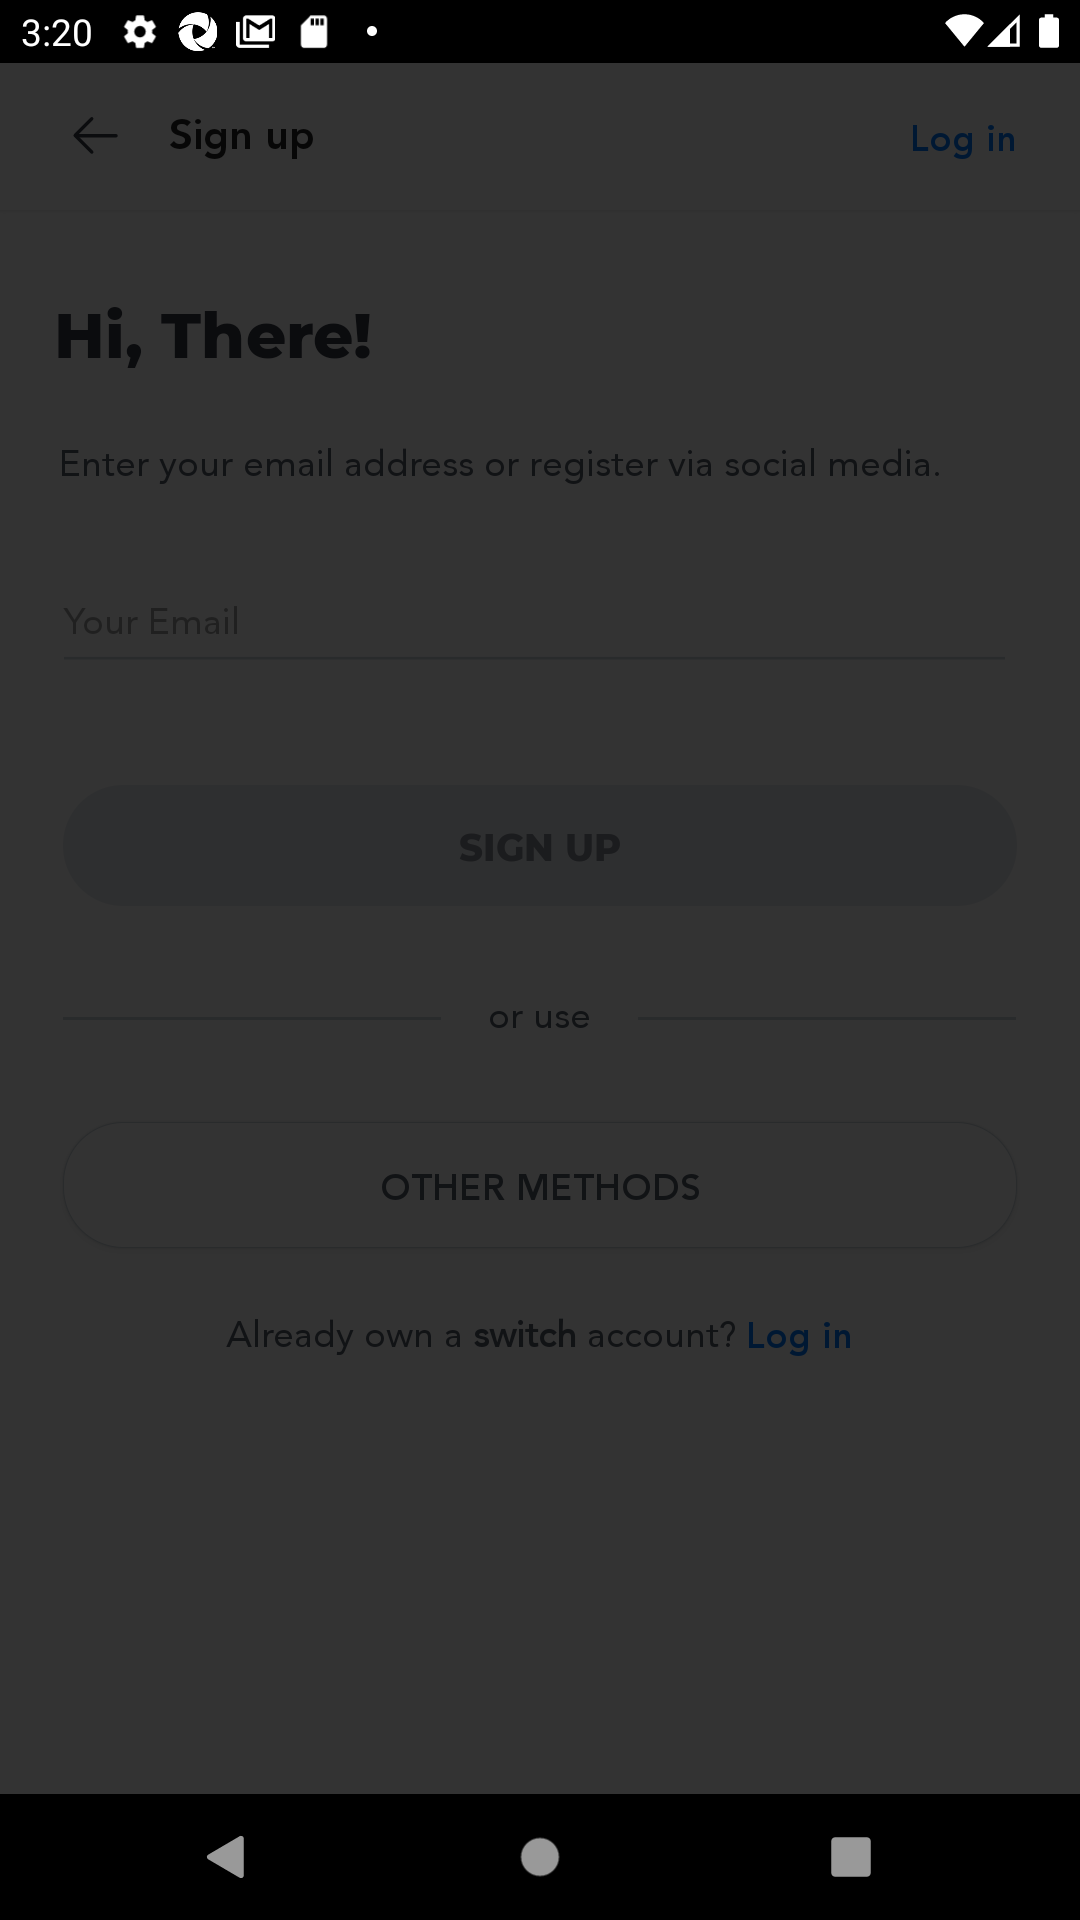 3:20
Sign up
Log in
Hi, There!
Enter your email address or register via social media.
Your Email
SIGN UP
or use
OTHER METHODS
Already own a switch account? Log in